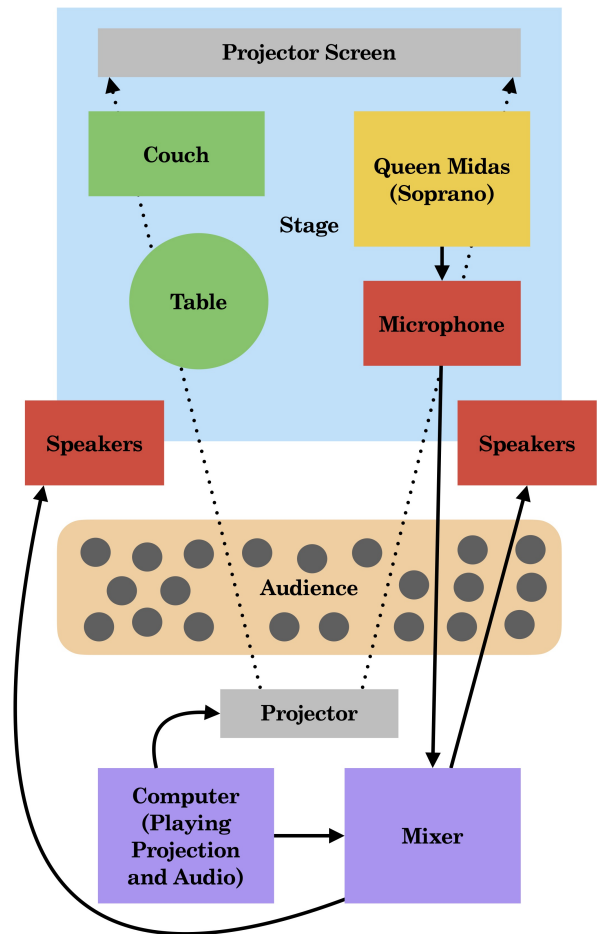 Projector Screen
Couch
Queen Midas
(Soprano)
Stage
Table
Microphone
Speakers
Speakers
Audience
Projector
Computer
(Playing
Projection
and Audio)
Mixer